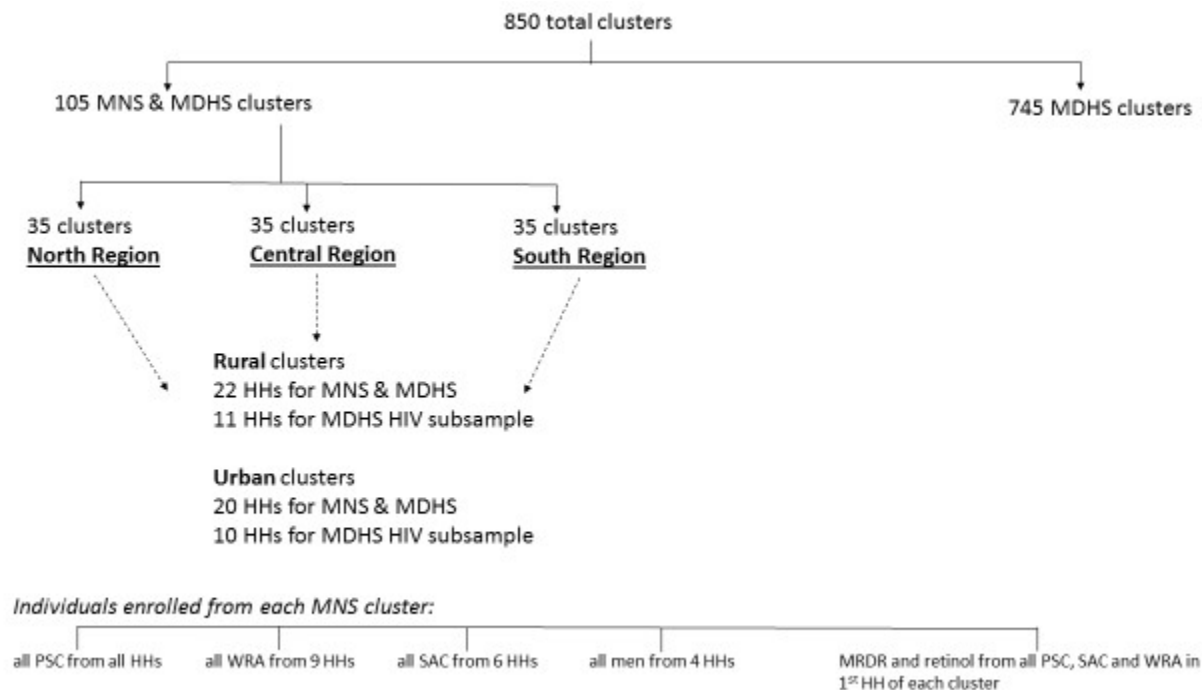 850 total clusters
105 MNS & MDHS clusters
745 MDHS clusters
35 clusters
North Region
35 clusters
Central Region
35 clusters
South Region
Rural clusters
22 HHs for MNS & MDHS
11 HHs for MDHS HIV subsample
Urban clusters
20 HHs for MNS & MDHS
10 HHs for MDHS HIV subsample
Individuals enrolled from each MNS cluster:
all PSC from all HHs
all WRA from 9 HHs
all SAC from 6 HHs
all men from 4 HHs
MRDR and retinol from all PSC, SAC and WRA in
1st HH of each cluster